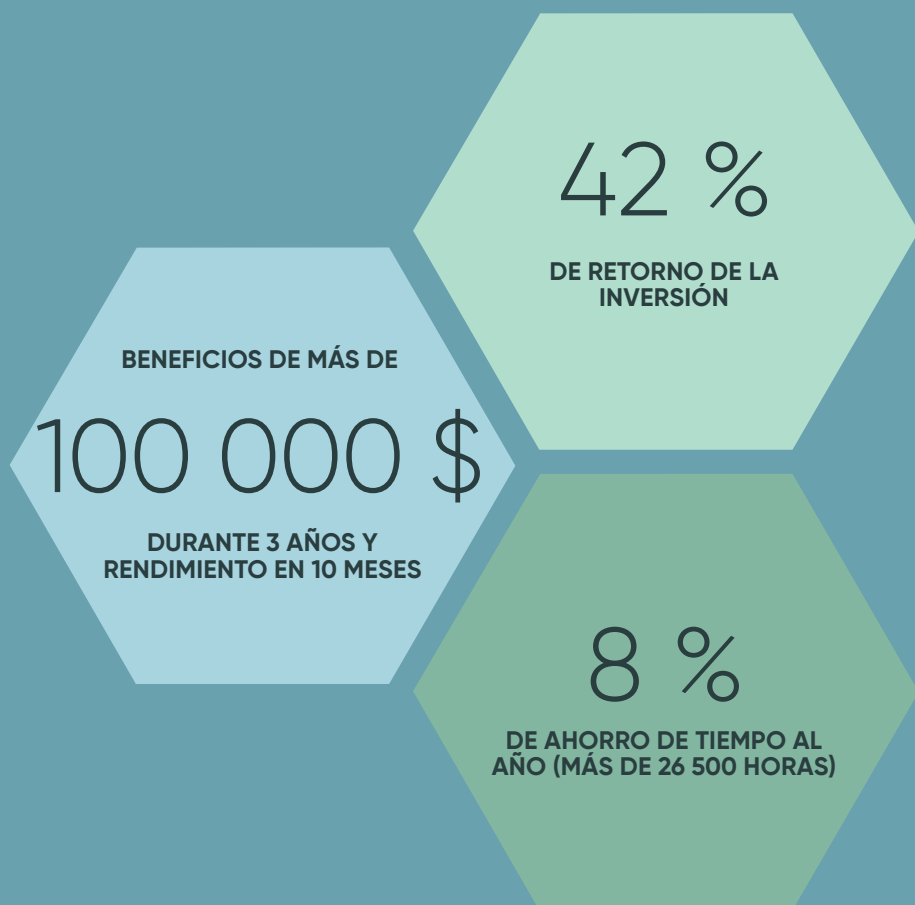 42 %
DE RETORNO DE LA
INVERSIÓN
BENEFICIOS DE MÁS DE
100 000 $
DURANTE 3 AÑOS Y
RENDIMIENTO EN 10 MESES
8 %
DE AHORRO DE TIEMPO AL
AÑO (MÁS DE 26 500 HORAS)